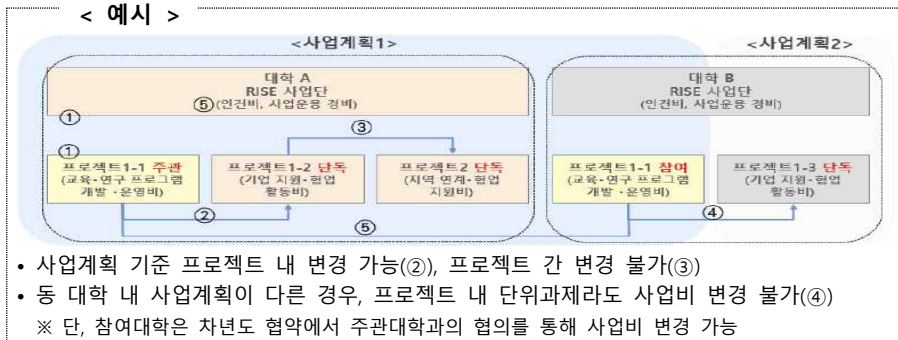 < 예시 >
<사업계획1>
<사업계획2>
대학 A
RISE 사업단
⑤(인건비, 사업운용 경비)
①
대학 B
RISE 사업단
(인건비, 사업운용 경비)
③
①
프로젝트1-1 주관
(교육·연구 프로그램
개발·운영비)
프로젝트1-2 단독
(기업 지원·협업
활동비)
프로젝트2 단독
(지역 연계·협업
지원비)
프로젝트1-1 참여
(교육·연구 프로그램
개발·운영비)
프로젝트1-3 단독
(기업 지원·협업
활동비)
②
④
⑤
• 사업계획 기준 프로젝트 내 변경 가능(②), 프로젝트 간 변경 불가(③)
• 동 대학 내 사업계획이 다른 경우, 프로젝트 내 단위과제라도 사업비 변경 불가(④)
※ 단, 참여대학은 차년도 협약에서 주관대학과의 협의를 통해 사업비 변경 가능